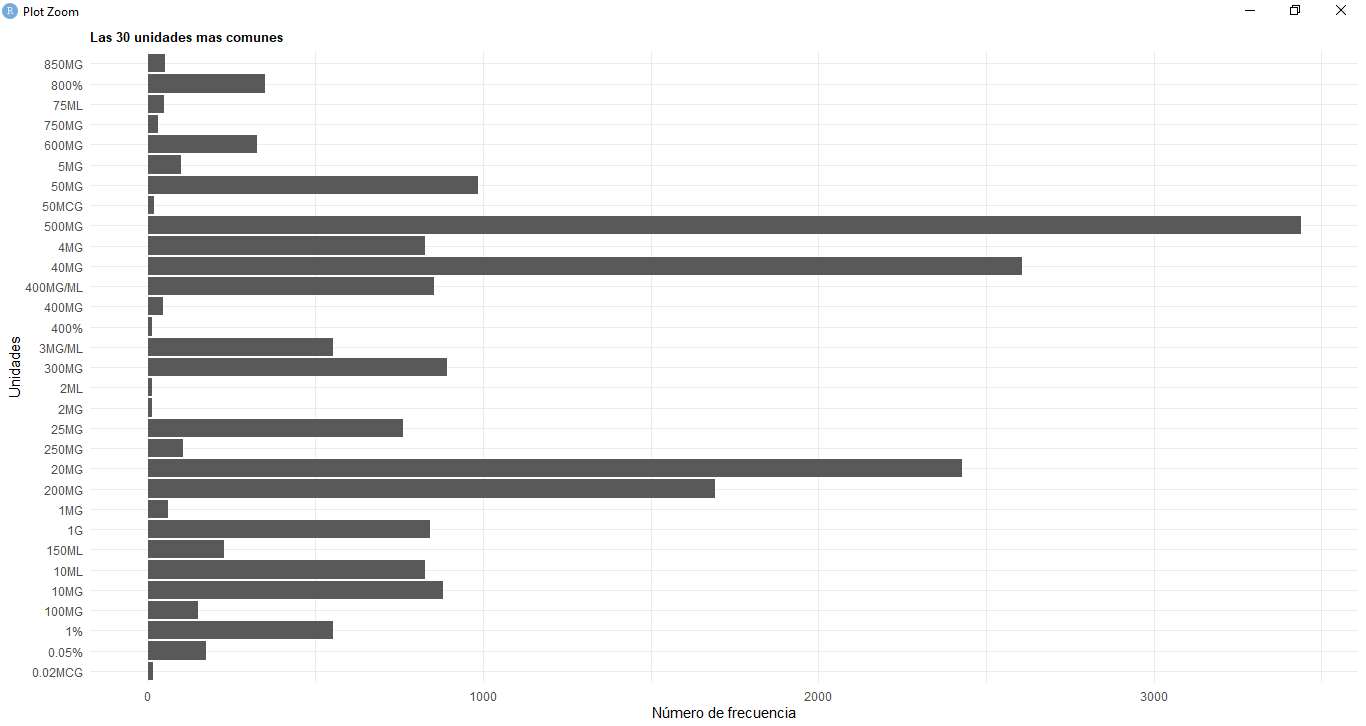 R Plot Zoom
Las 30 unidades mas comunes
Unidades
850MG
800%
75ML
750MG
600MG
5MG
50MG
50MCG
500MG
4MG
40MG
400MG/ML
400MG
400%
3MG/ML
300MG
2ML
2MG
25MG
250MG
20MG
200MG
1MG
1G
150ML
10ML
10MG
100MG
1%
0.05%
0.02MCG
0 1000 2000 3000
Número de frecuencia